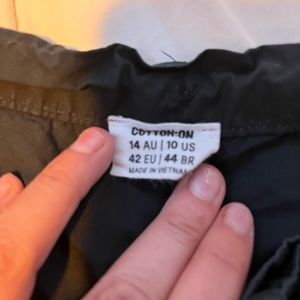 COTTON:ON
14 AU | 10 US
42 EU | 44 BR
MADE IN VIETNAM